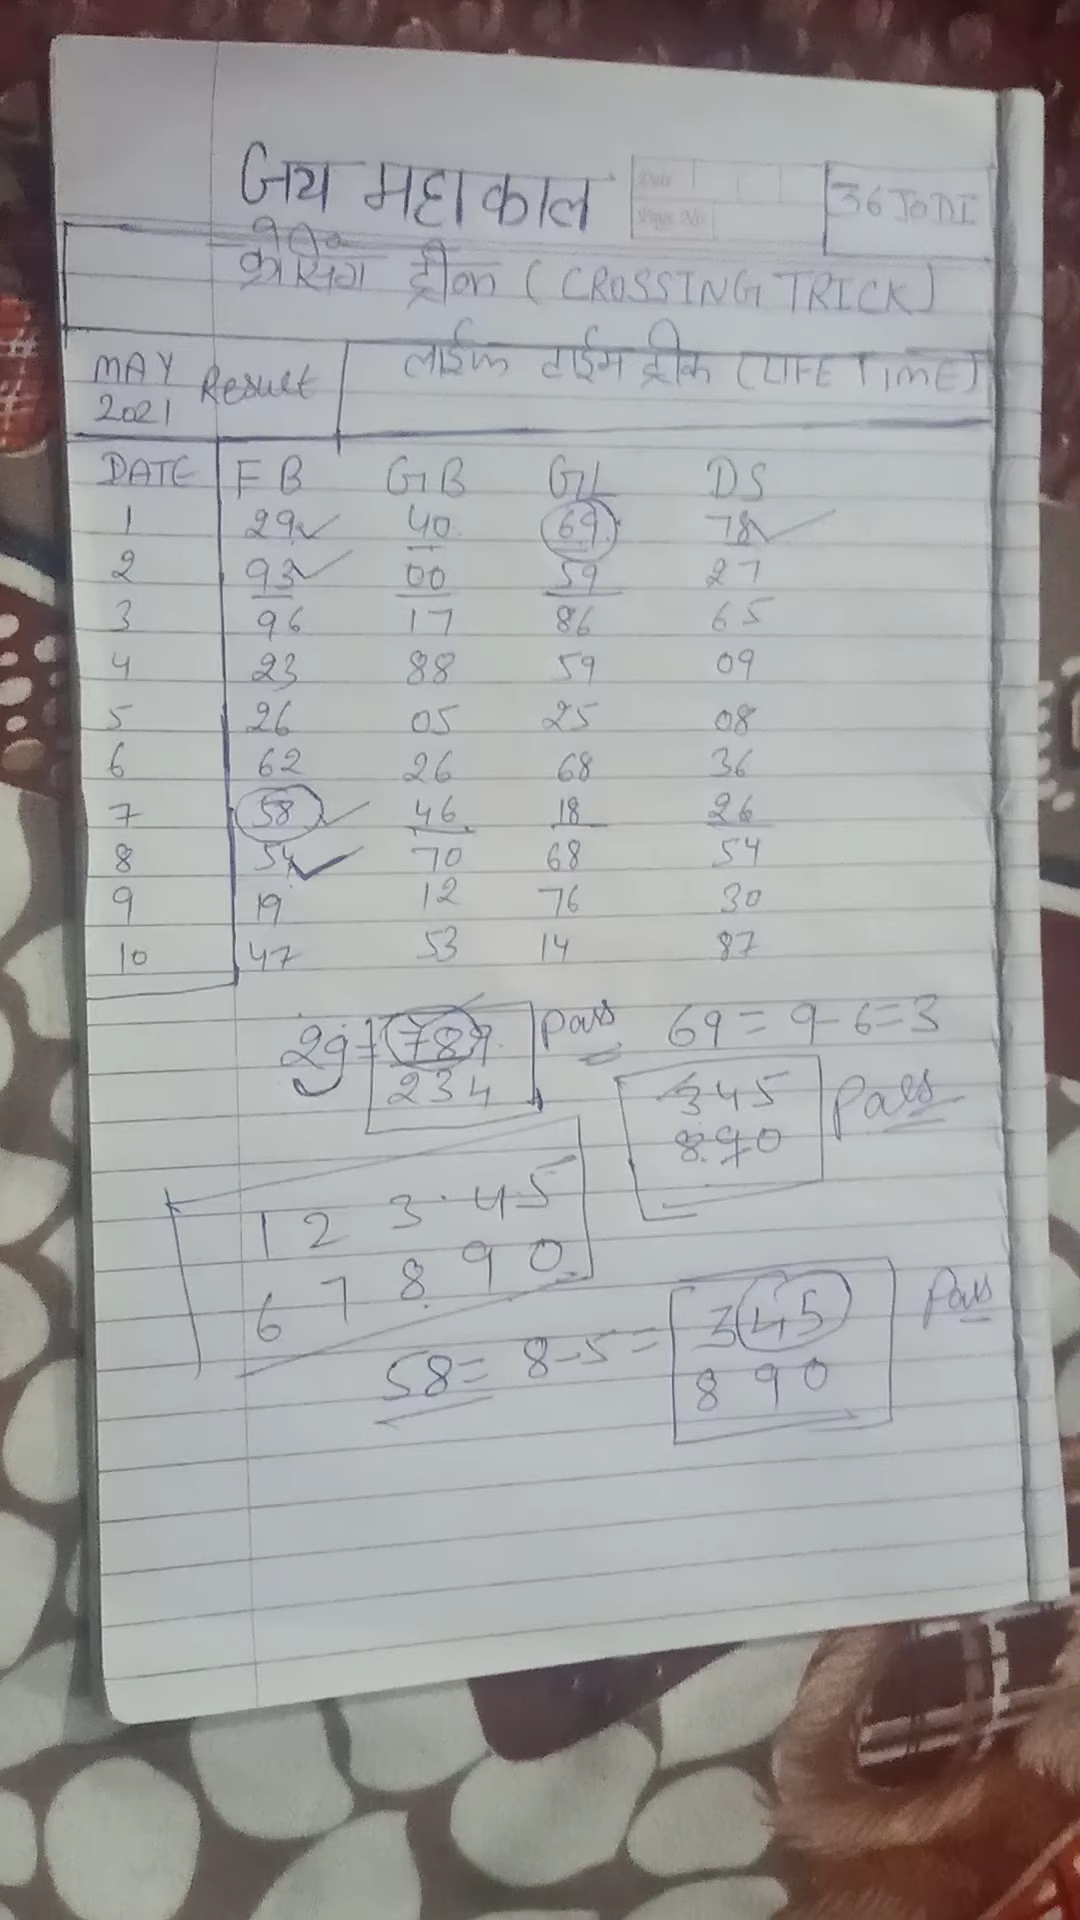 जय महाकाल
Date
Page No.
36 JODI
क्रोसिंग ट्रीक (CROSSING TRICK)
MAY 2021 Result
लाईफ टाईम ट्रीक (LIFE TIME)
DATE FB GB GL DS
1 29 40 69 78
2 93 00 59 27
3 96 17 86 65
4 23 88 59 09
5 26 05 25 08
6 62 26 68 36
7 58 46 18 26
8 54 70 68 54
9 19 12 76 30
10 47 53 14 87
29 = 789 Pass 69 = 9-6=3
234
345 Pass
890
1 2 3 4 5
6 7 8 9 0
58 = 8-5 = 345 Pass
890